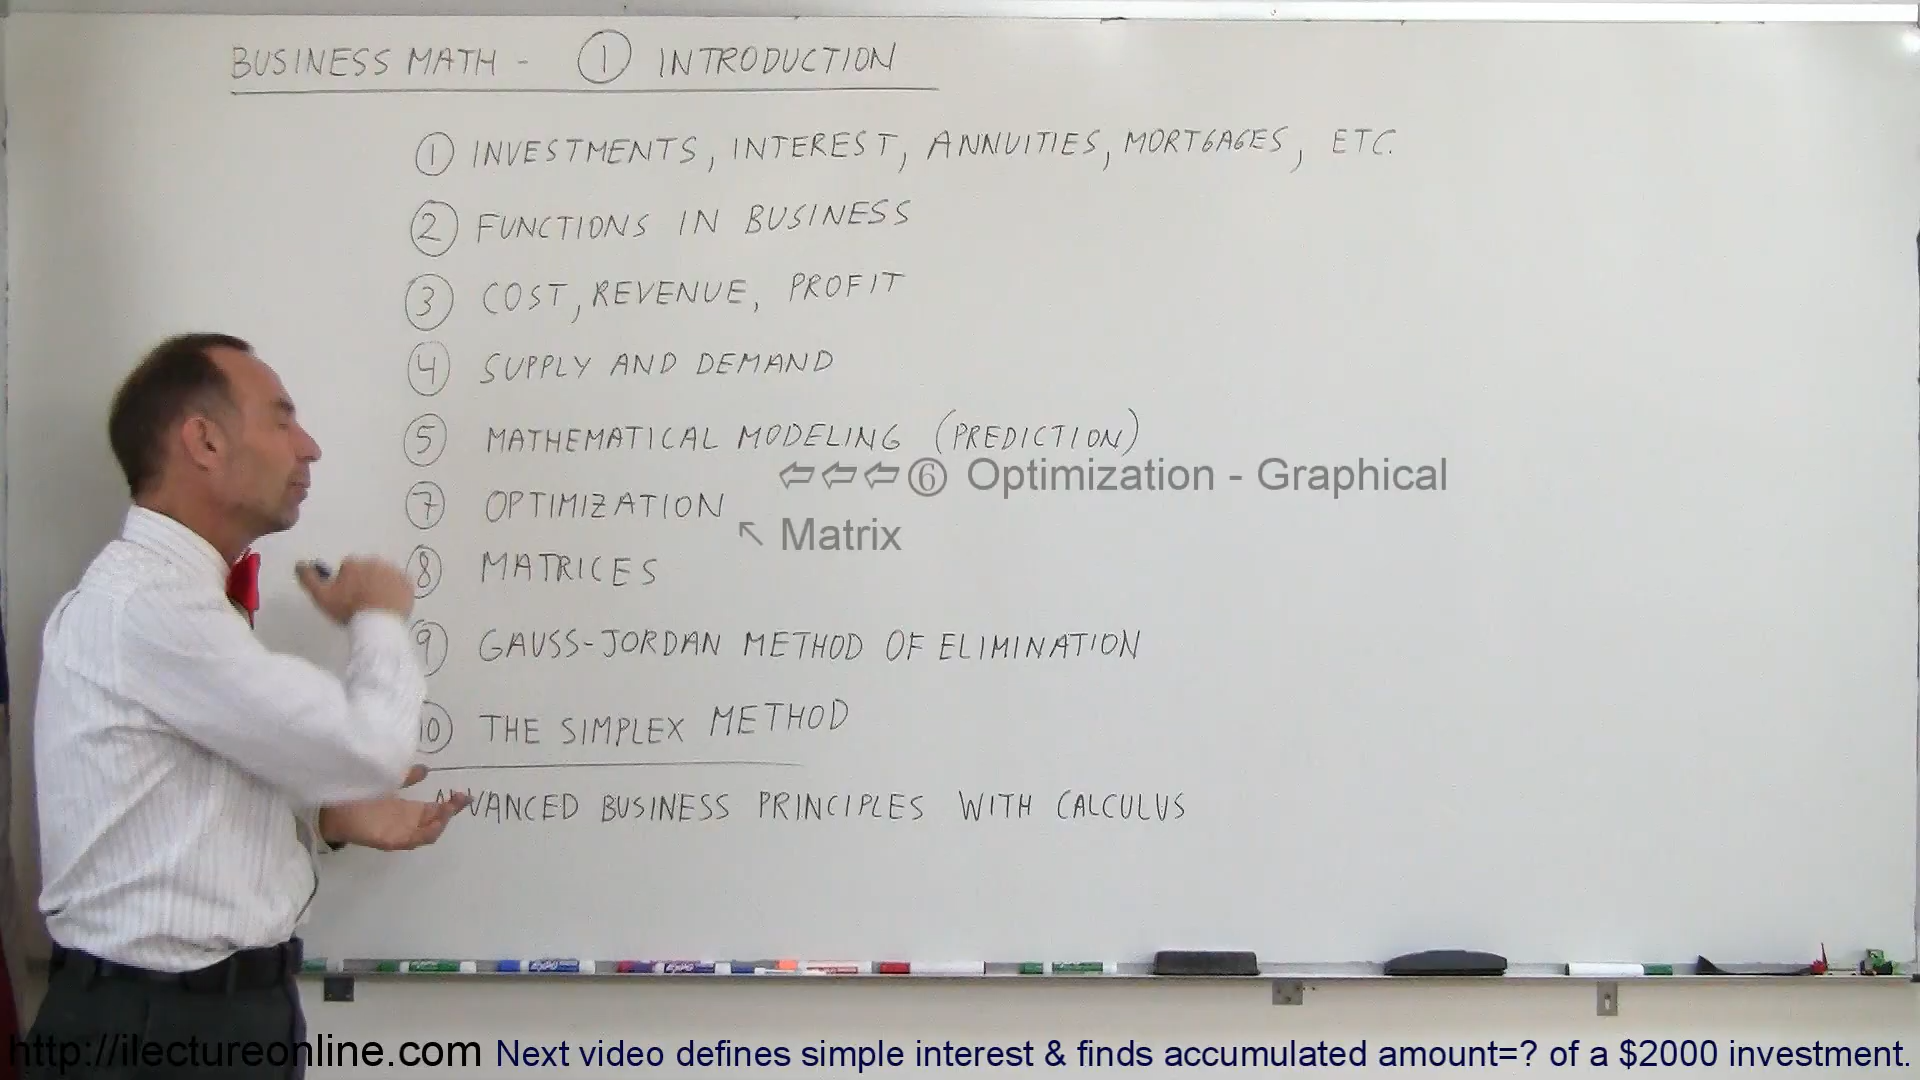 BUSINESS MATH - ① INTRODUCTION
① INVESTMENTS, INTEREST, ANNUITIES, MORTGAGES, ETC.
② FUNCTIONS IN BUSINESS
③ COST, REVENUE, PROFIT
④ SUPPLY AND DEMAND
⑤ MATHEMATICAL MODELING (PREDICTION)
⇦⇦⇦⑥ Optimization - Graphical
⑦ OPTIMIZATION
↖ Matrix
⑧ MATRICES
⑨ GAUSS-JORDAN METHOD OF ELIMINATION
⑩ THE SIMPLEX METHOD
ADVANCED BUSINESS PRINCIPLES WITH CALCULUS
http://ilectureonline.com Next video defines simple interest & finds accumulated amount=? of a $2000 investment.